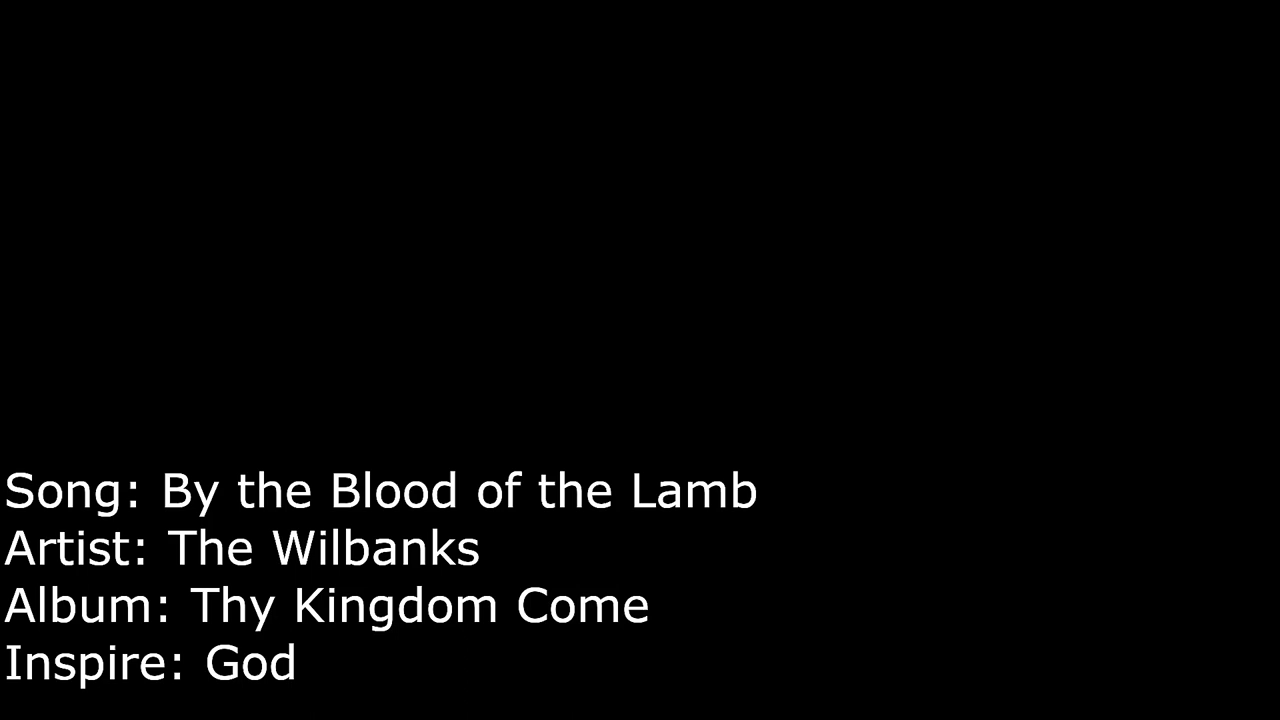 Song: By the Blood of the Lamb
Artist: The Wilbanks
Album: Thy Kingdom Come
Inspire: God